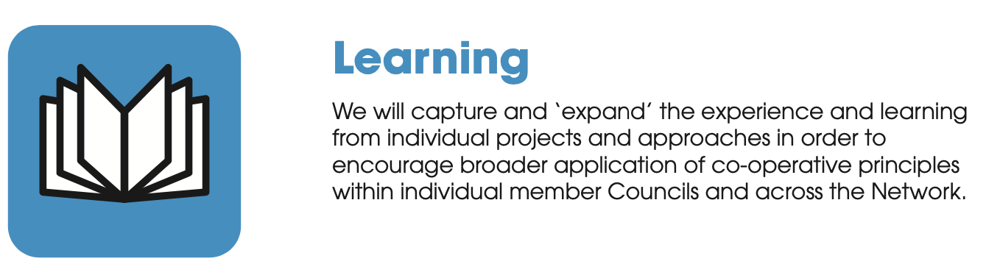 Learning
We will capture and ‘expand’ the experience and learning
from individual projects and approaches in order to
encourage broader application of co-operative principles
within individual member Councils and across the Network.